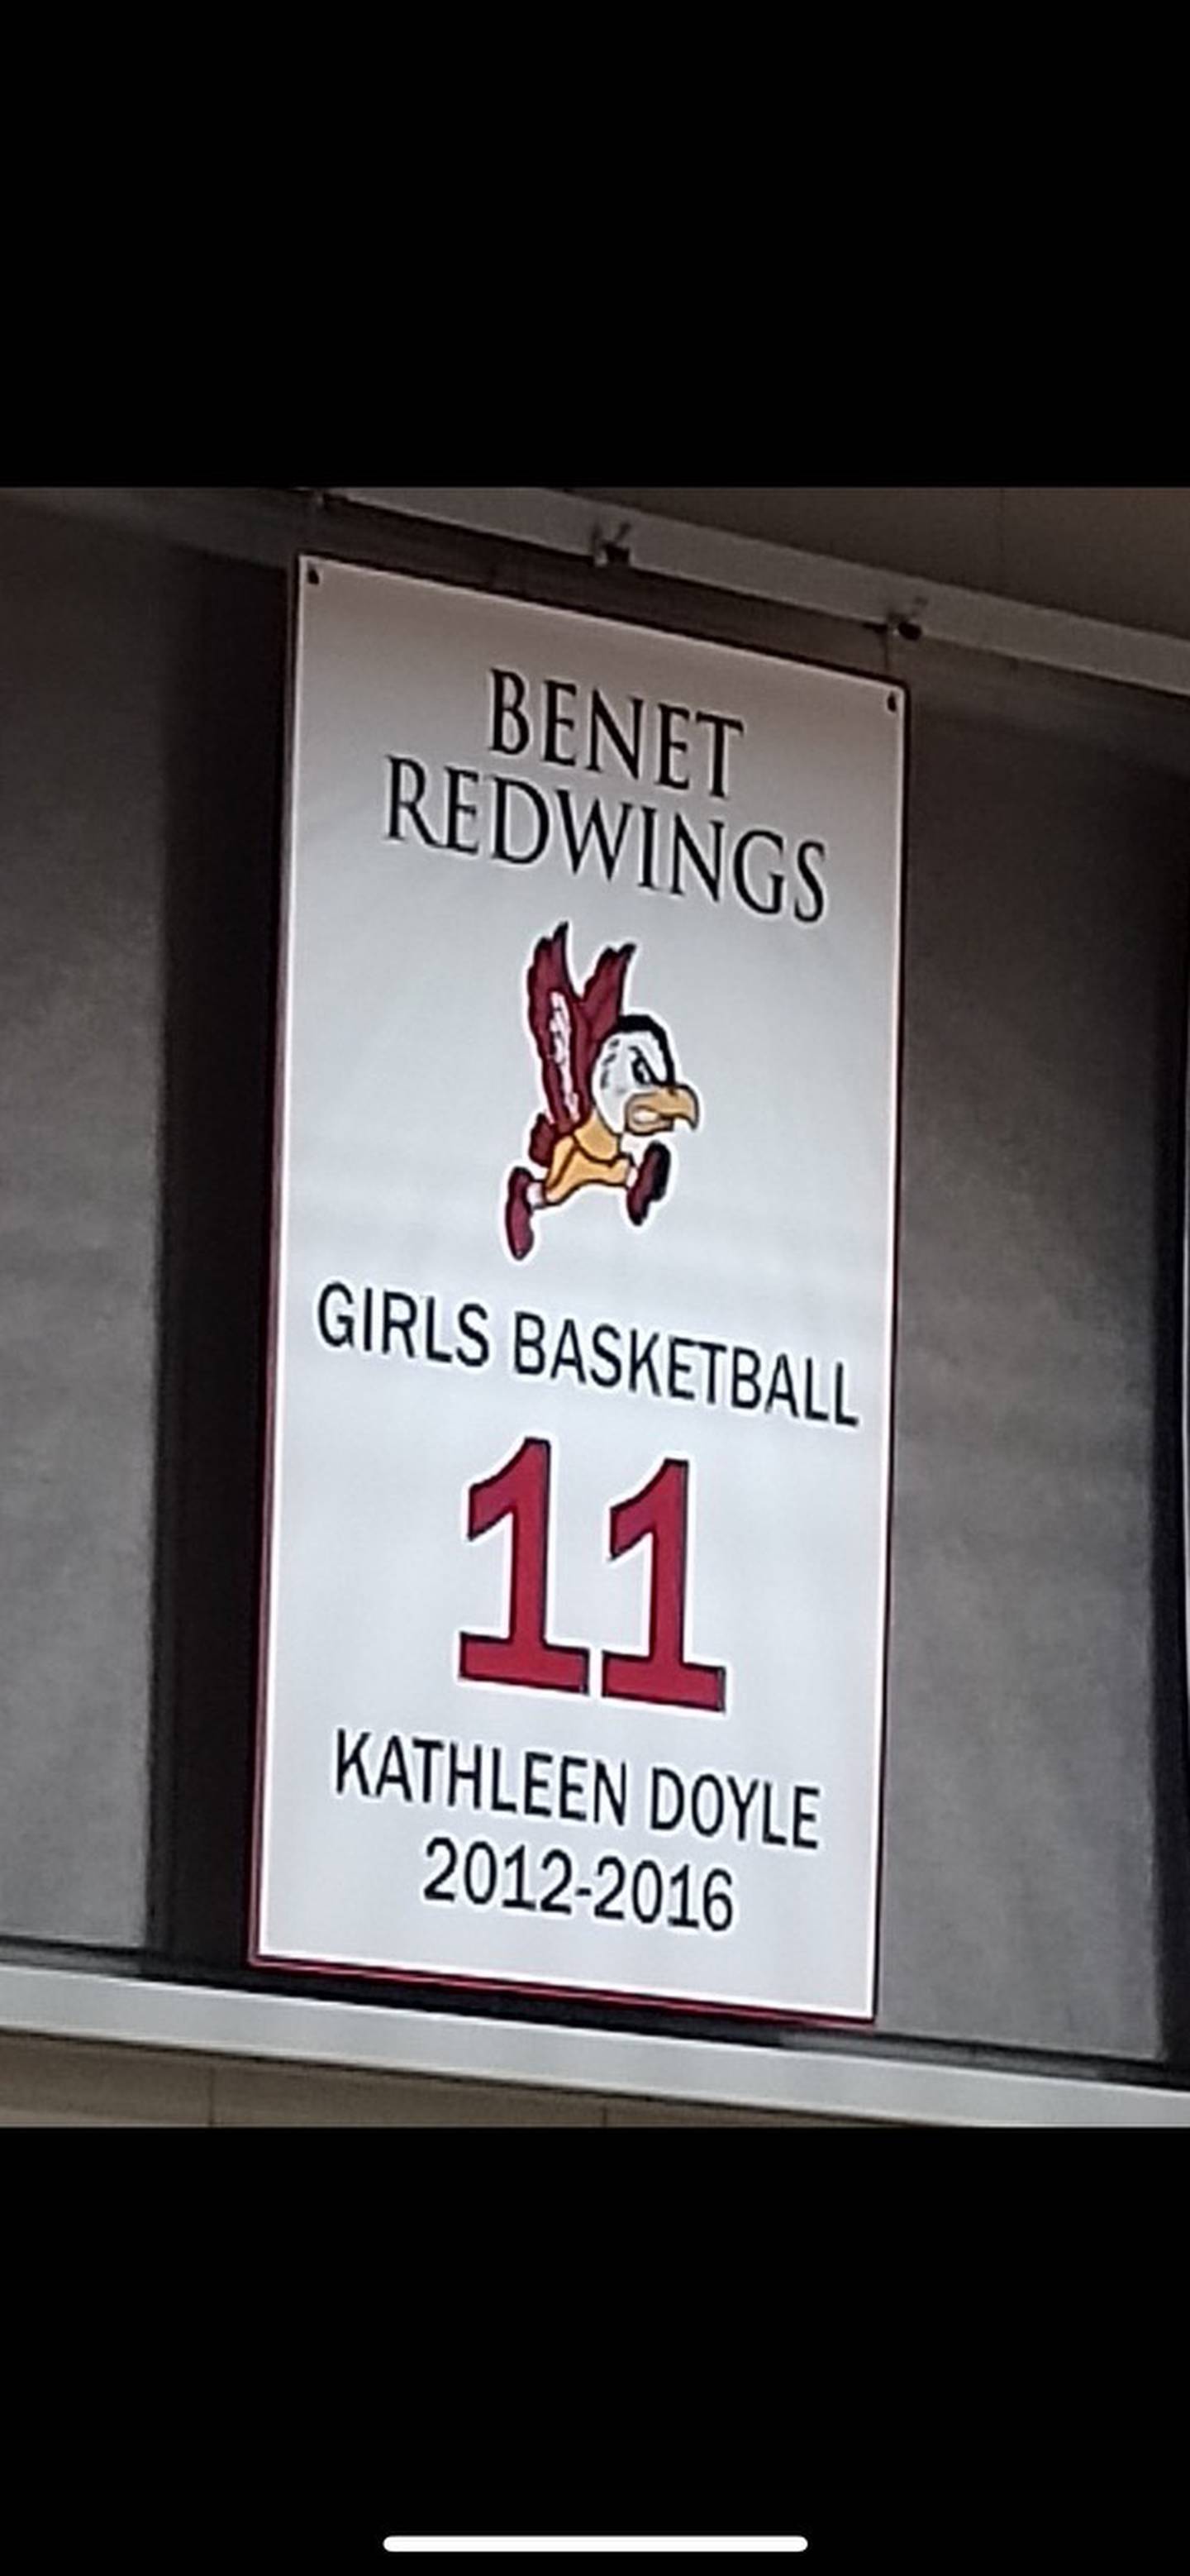 BENET
REDWINGS
GIRLS BASKETBALL
11
KATHLEEN DOYLE
2012-2016